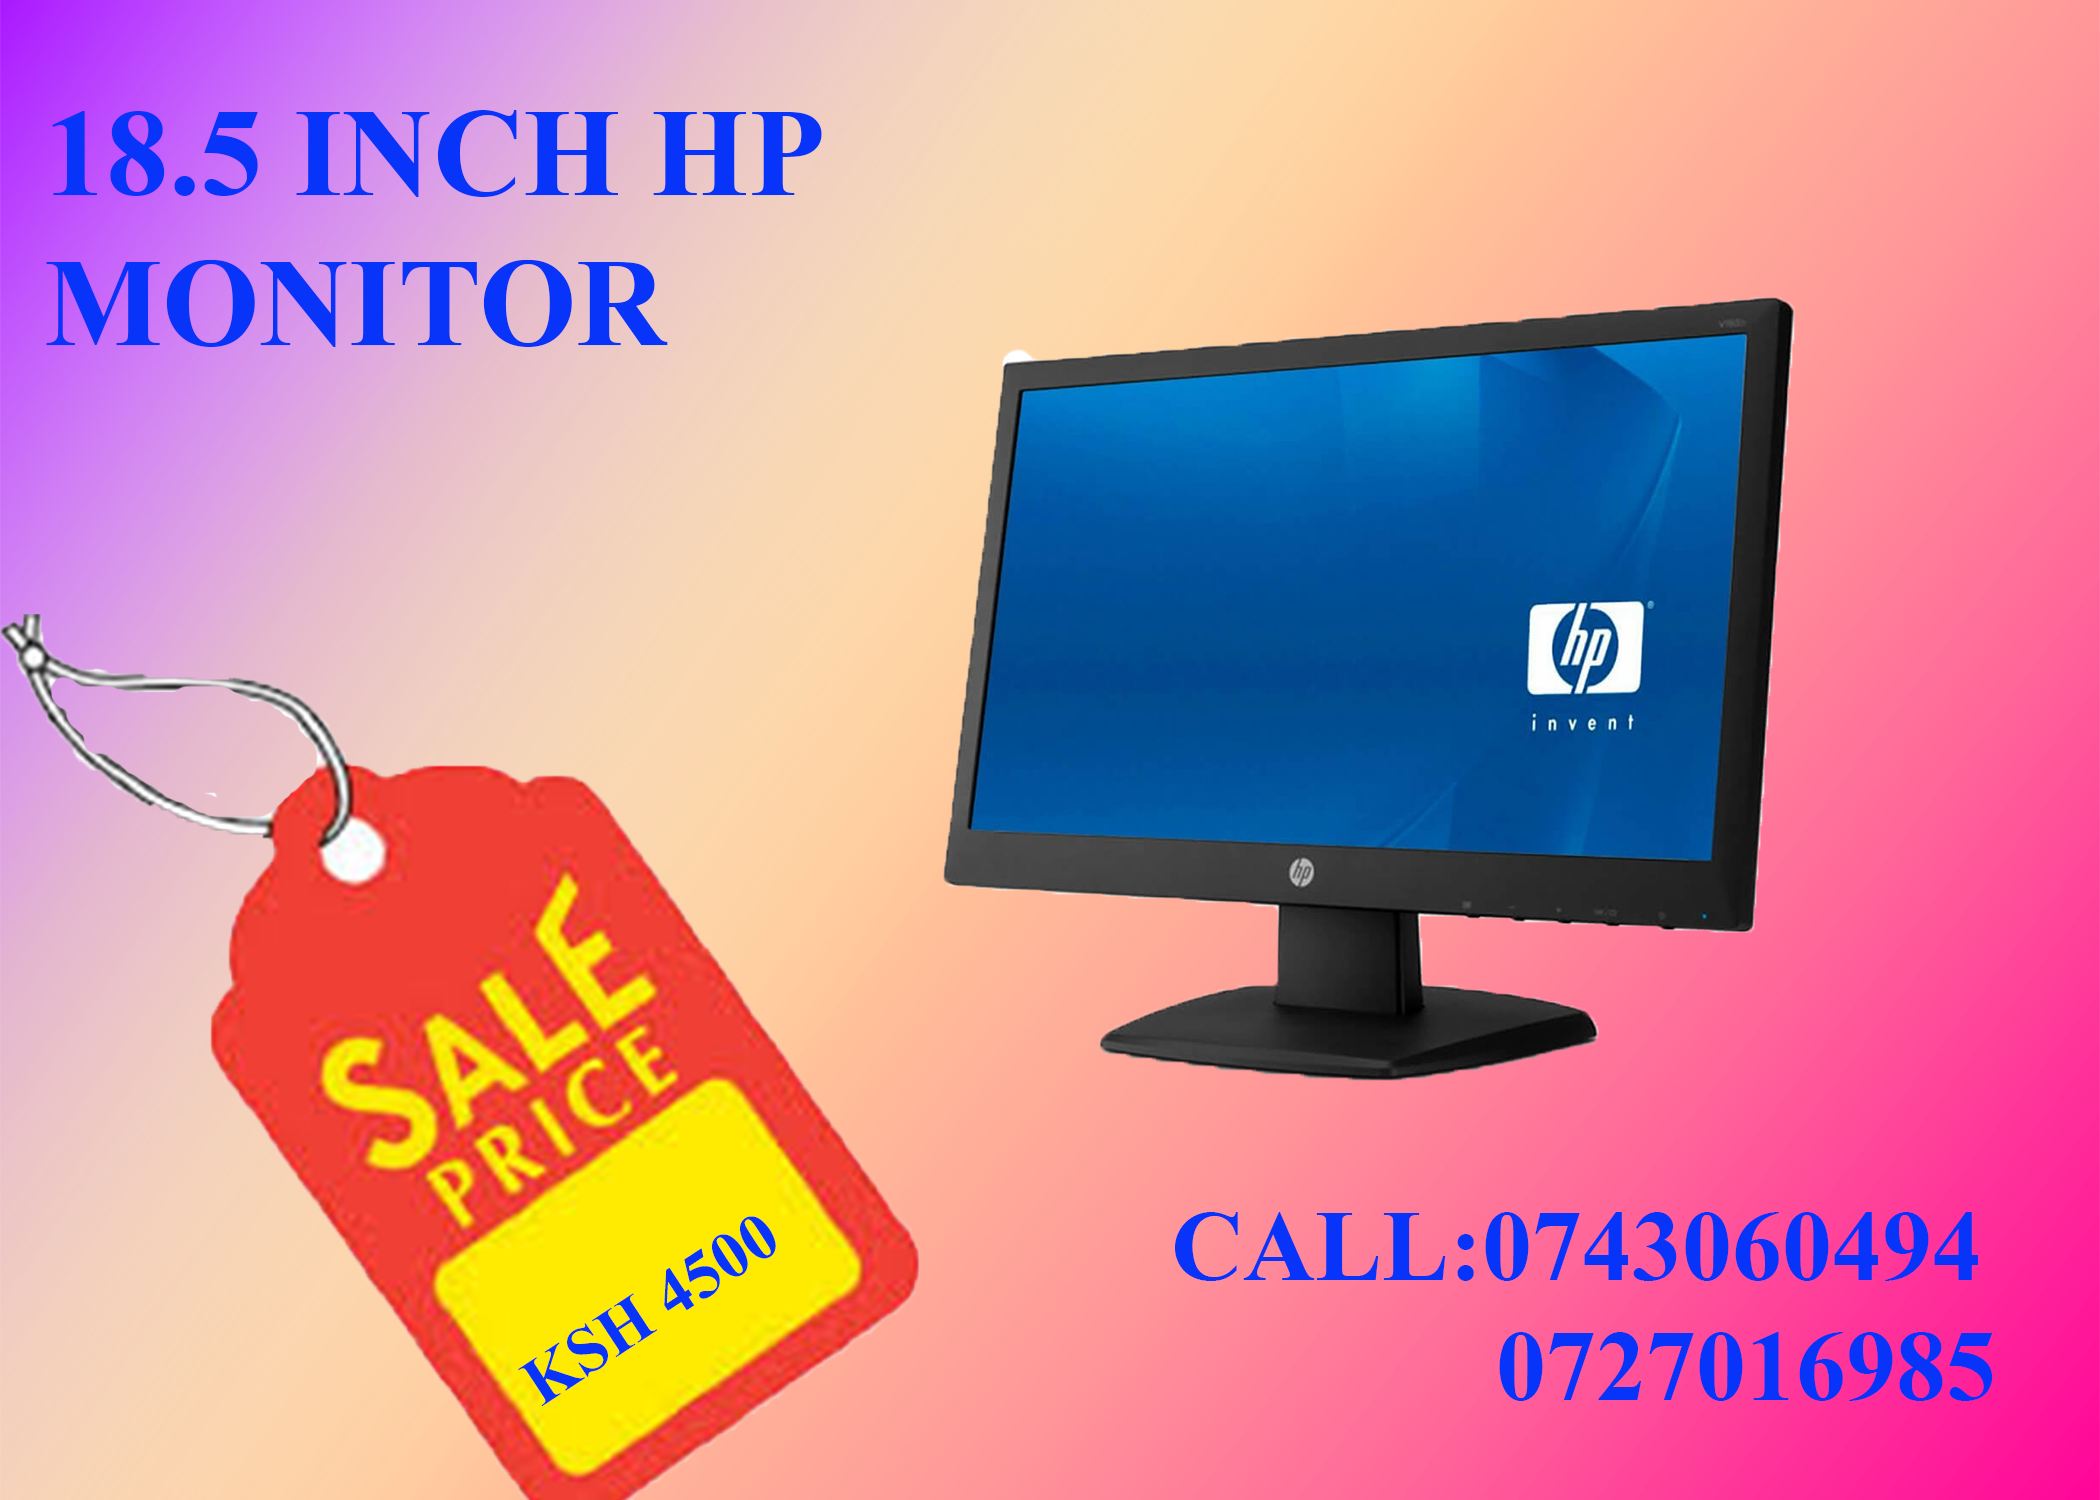 18.5 INCH HP
MONITOR
hp
invent
hp
SALE
PRICE
KSH 4500
CALL:0743060494
0727016985